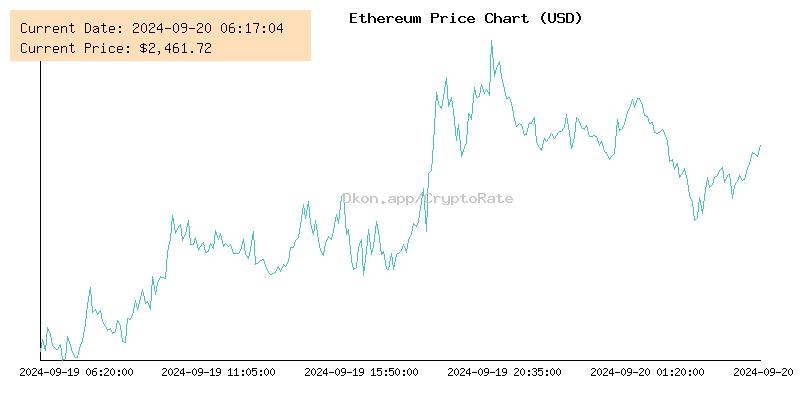 Ethereum Price Chart (USD)
Current Date: 2024-09-20 06:17:04
Current Price: $2,461.72
Okon.app/CryptoRate
2024-09-19 06:20:00
2024-09-19 11:05:00
2024-09-19 15:50:00
2024-09-19 20:35:00
2024-09-20 01:20:00
2024-09-20